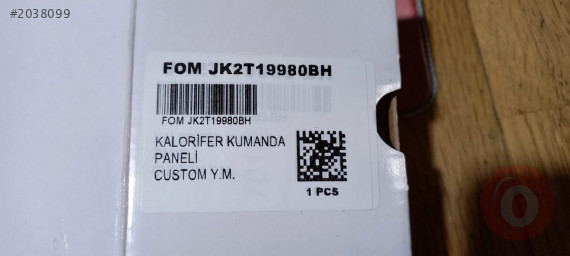 #2038099
FOM JK2T19980BH
FOM JK2T19980BH
KALORİFER KUMANDA
PANELİ
CUSTOM Y.M.
1 PCS